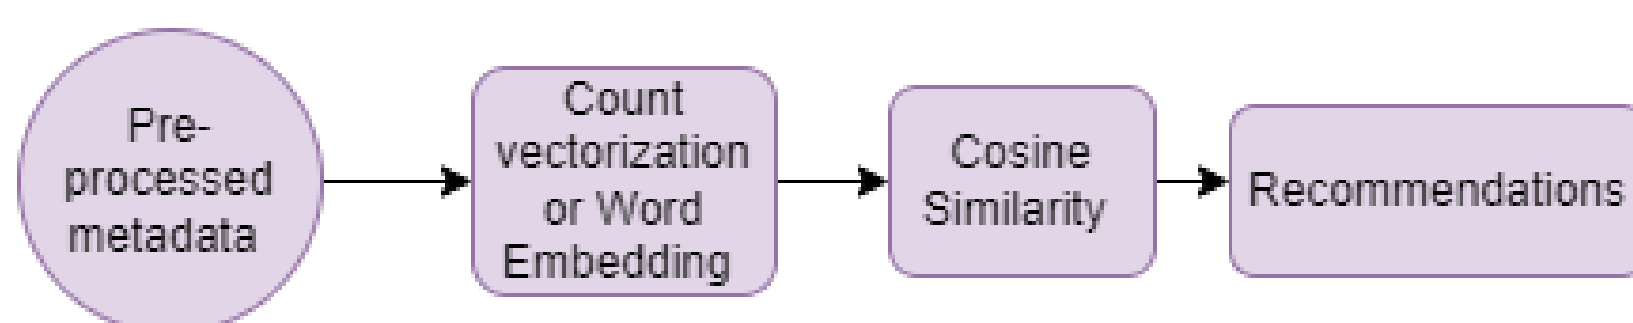 Pre-
processed
metadata
Count
vectorization
or Word
Embedding
Cosine
Similarity
Recommendations